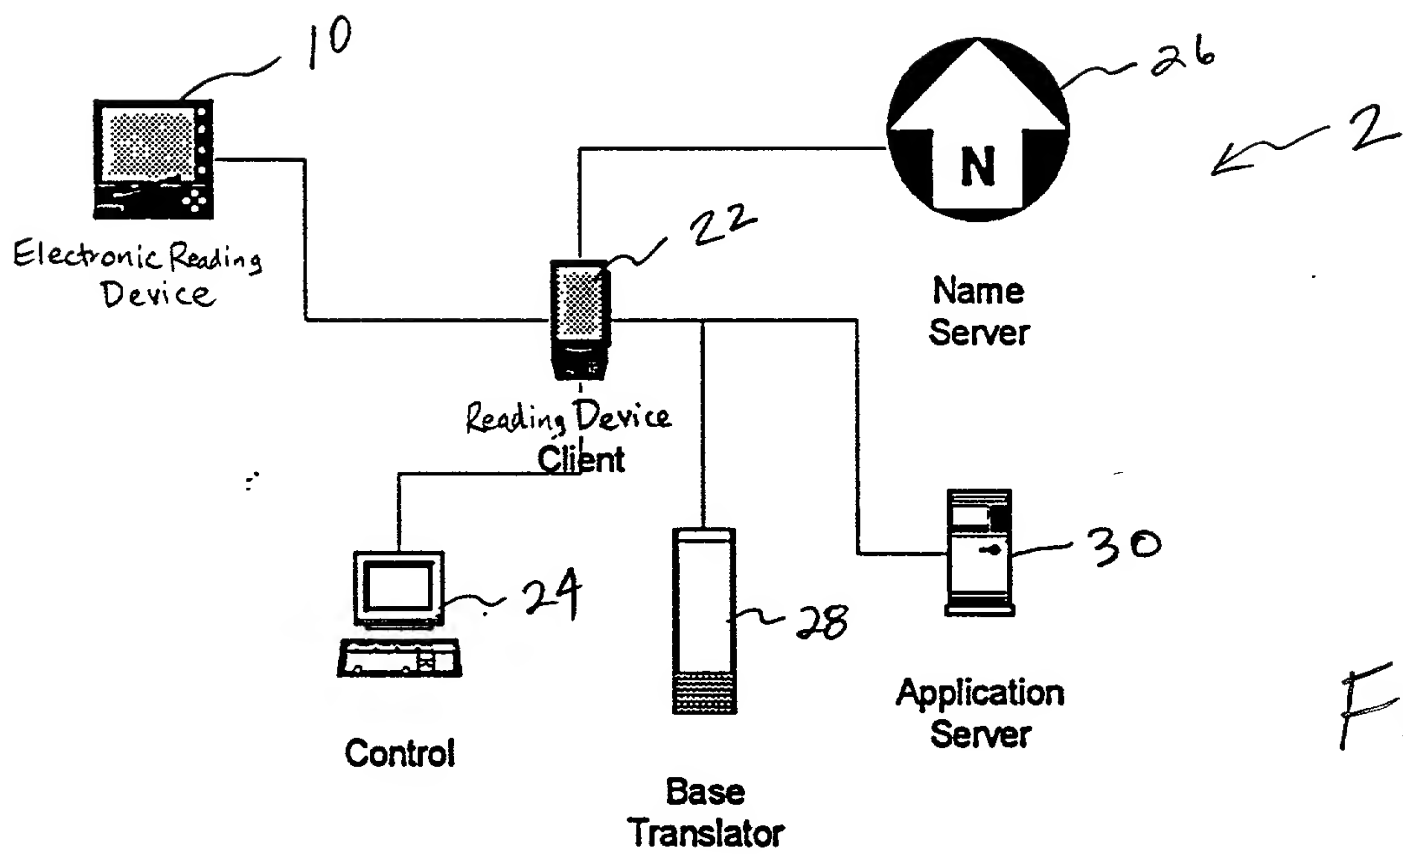 10
26
2
N
Electronic Reading
Device
22
Name
Server
Reading Device
Client
24
28
30
Control
Application
Server
Base
Translator
F